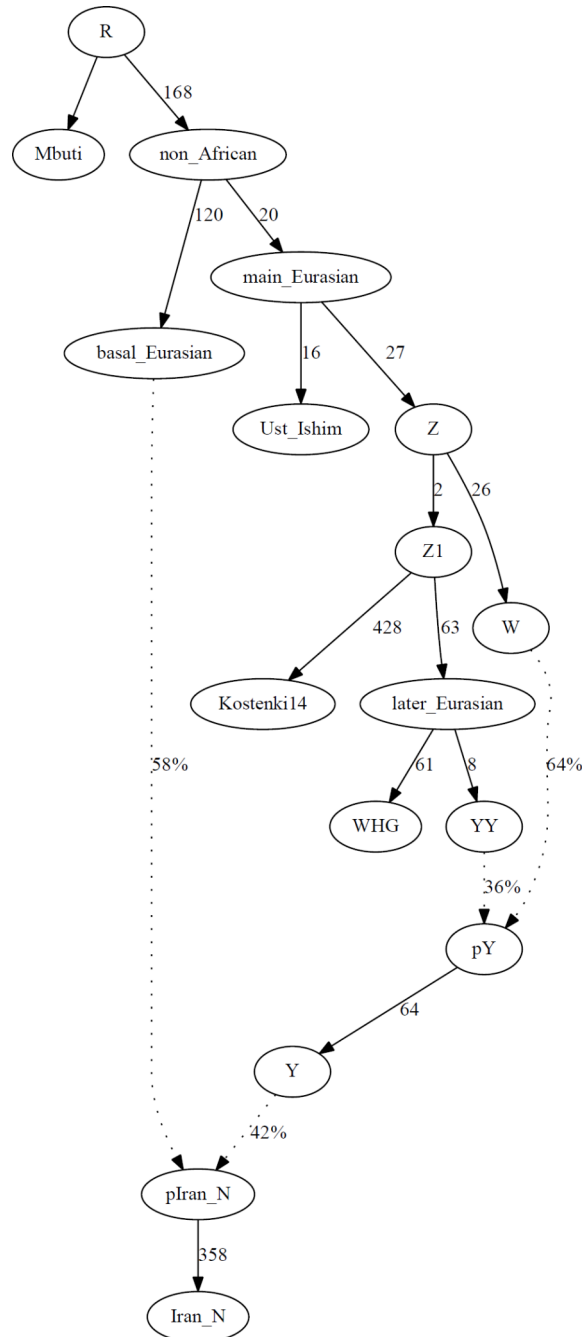 R
168
Mbuti
non_African
120
20
main_Eurasian
basal_Eurasian
16
27
Ust_Ishim
Z
2
26
Z1
428
63
W
Kostenki14
later_Eurasian
58%
61
8
64%
WHG
YY
36%
pY
64
Y
42%
pIran_N
358
Iran_N